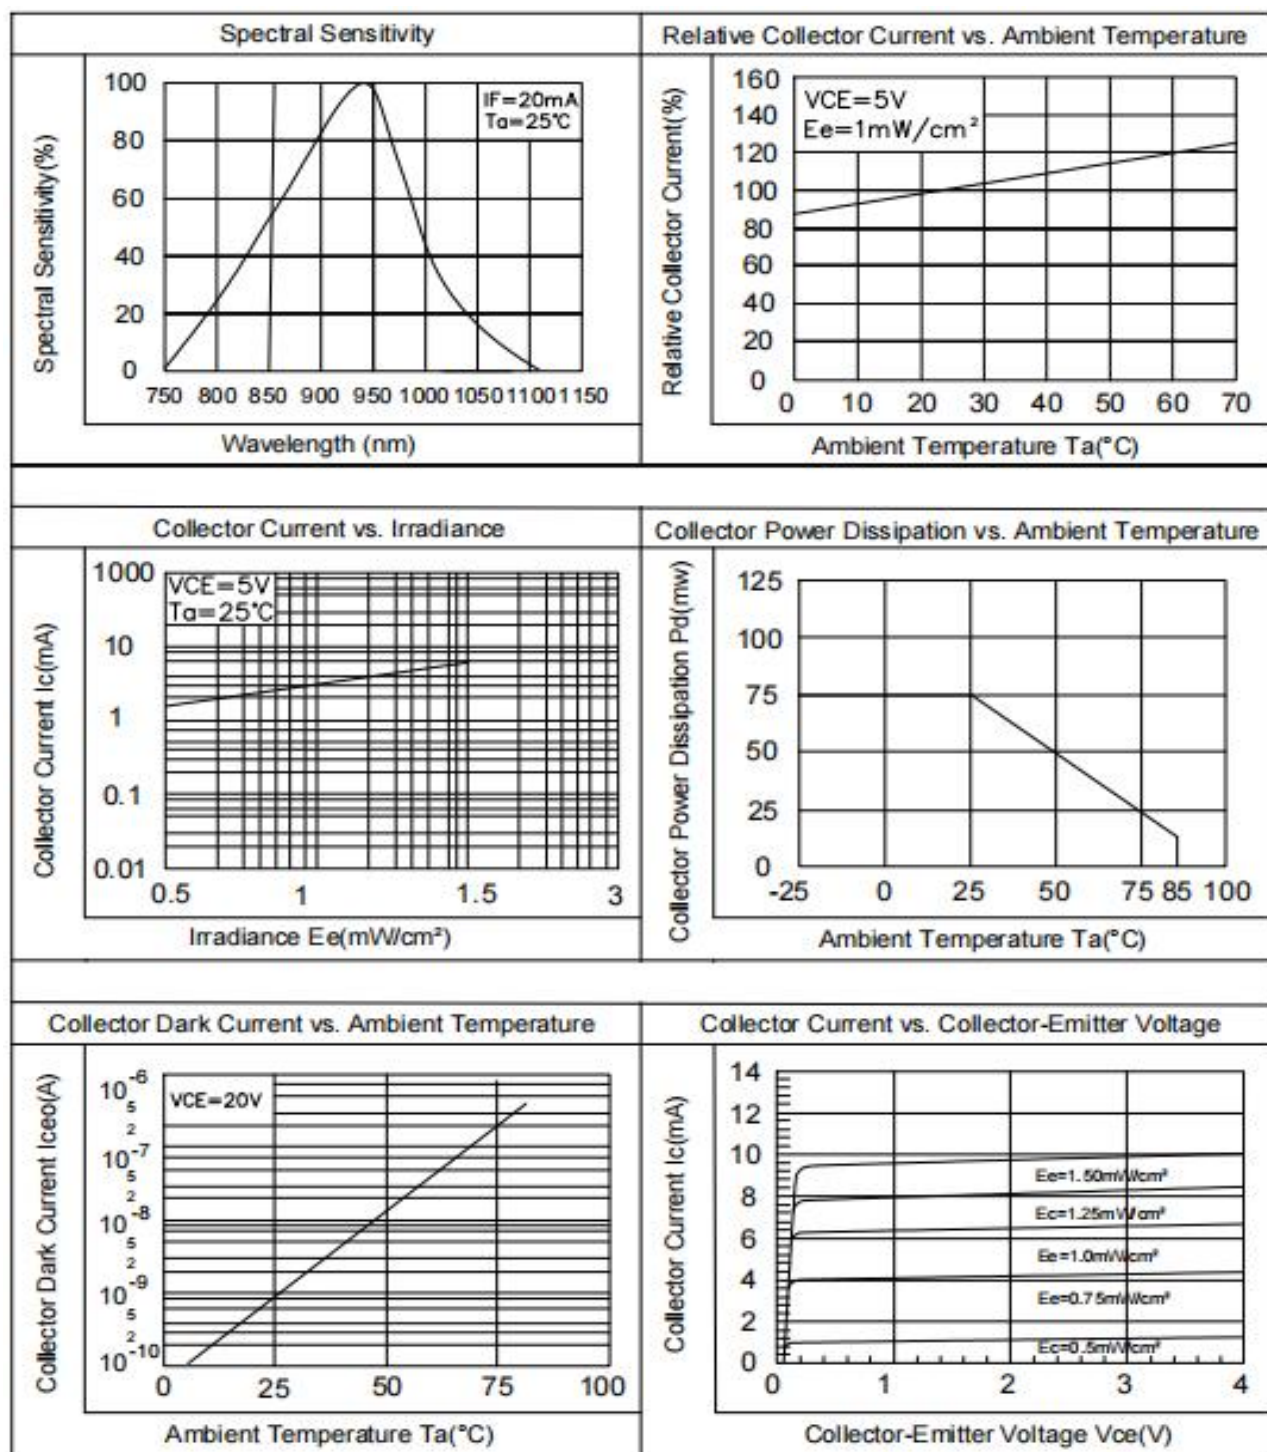 Spectral Sensitivity
Spectral Sensitivity(%)
100
80
60
40
20
0
IF=20mA
Ta=25℃
750 800 850 900 950 1000 1050 1100 1150
Wavelength (nm)
Relative Collector Current vs. Ambient Temperature
Relative Collector Current(%)
160
140
120
100
80
60
40
20
0
VCE=5V
Ee=1mW/cm²
0 10 20 30 40 50 60 70
Ambient Temperature Ta(°C)
Collector Current vs. Irradiance
Collector Current Ic(mA)
1000
10
1
0.1
0.01
VCE=5V
Ta=25℃
0.5 1 1.5 3
Irradiance Ee(mW/cm²)
Collector Power Dissipation vs. Ambient Temperature
Collector Power Dissipation Pd(mw)
125
100
75
50
25
0
-25 0 25 50 75 85 100
Ambient Temperature Ta(°C)
Collector Dark Current vs. Ambient Temperature
Collector Dark Current Iceo(A)
10⁻⁶
5
2
10⁻⁷
5
2
10⁻⁸
5
2
10⁻⁹
5
2
10⁻¹⁰
VCE=20V
0 25 50 75 100
Ambient Temperature Ta(°C)
Collector Current vs. Collector-Emitter Voltage
Collector Current Ic(mA)
14
12
10
8
6
4
2
0
Ee=1.50mW/cm²
Ec=1.25mW/cm²
Ee=1.0mW/cm²
Ee=0.75mW/cm²
Ec=0.5mW/cm²
0 1 2 3 4
Collector-Emitter Voltage Vce(V)